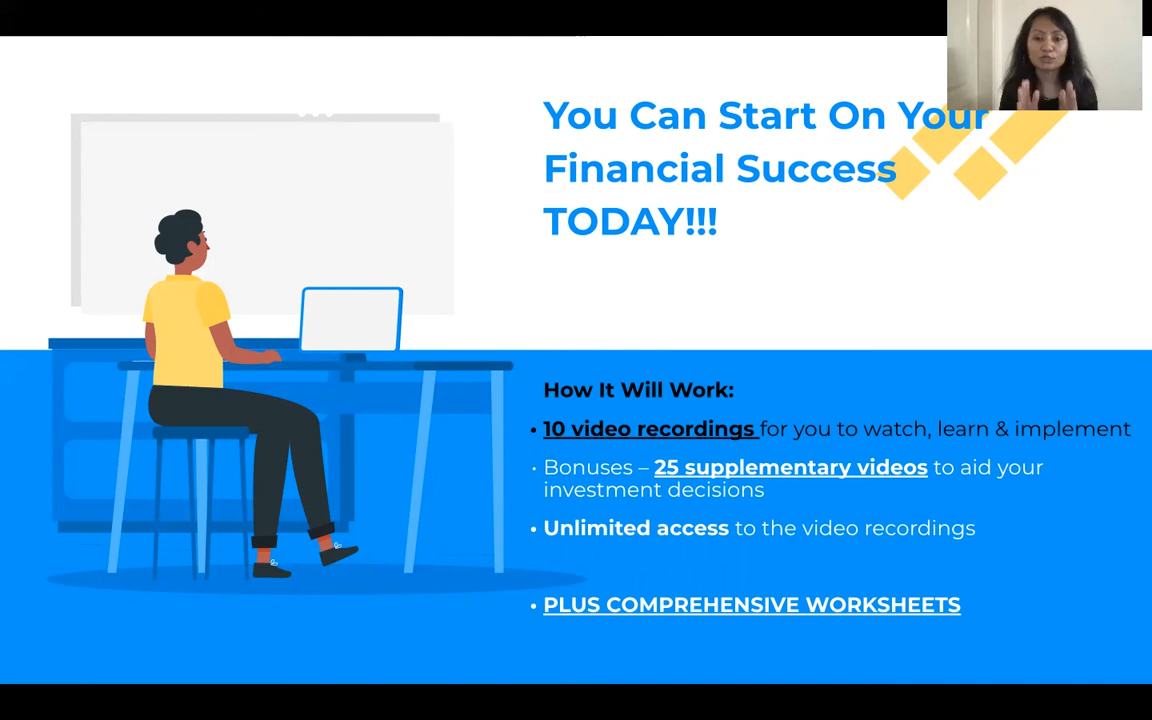 You Can Start On Your
Financial Success
TODAY!!!
How It Will Work:
• 10 video recordings for you to watch, learn & implement
• Bonuses – 25 supplementary videos to aid your
investment decisions
• Unlimited access to the video recordings
• PLUS COMPREHENSIVE WORKSHEETS